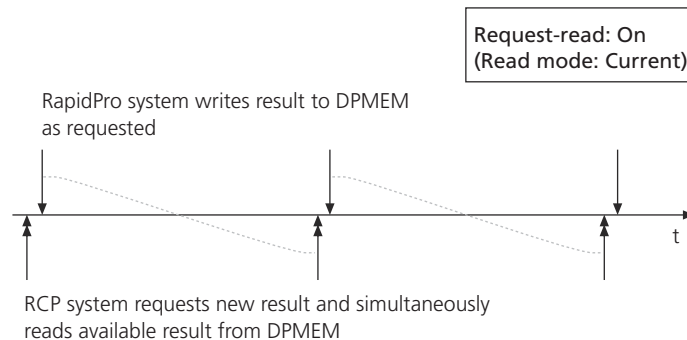 Request-read: On
(Read mode: Current)
RapidPro system writes result to DPMEM
as requested
t
RCP system requests new result and simultaneously
reads available result from DPMEM